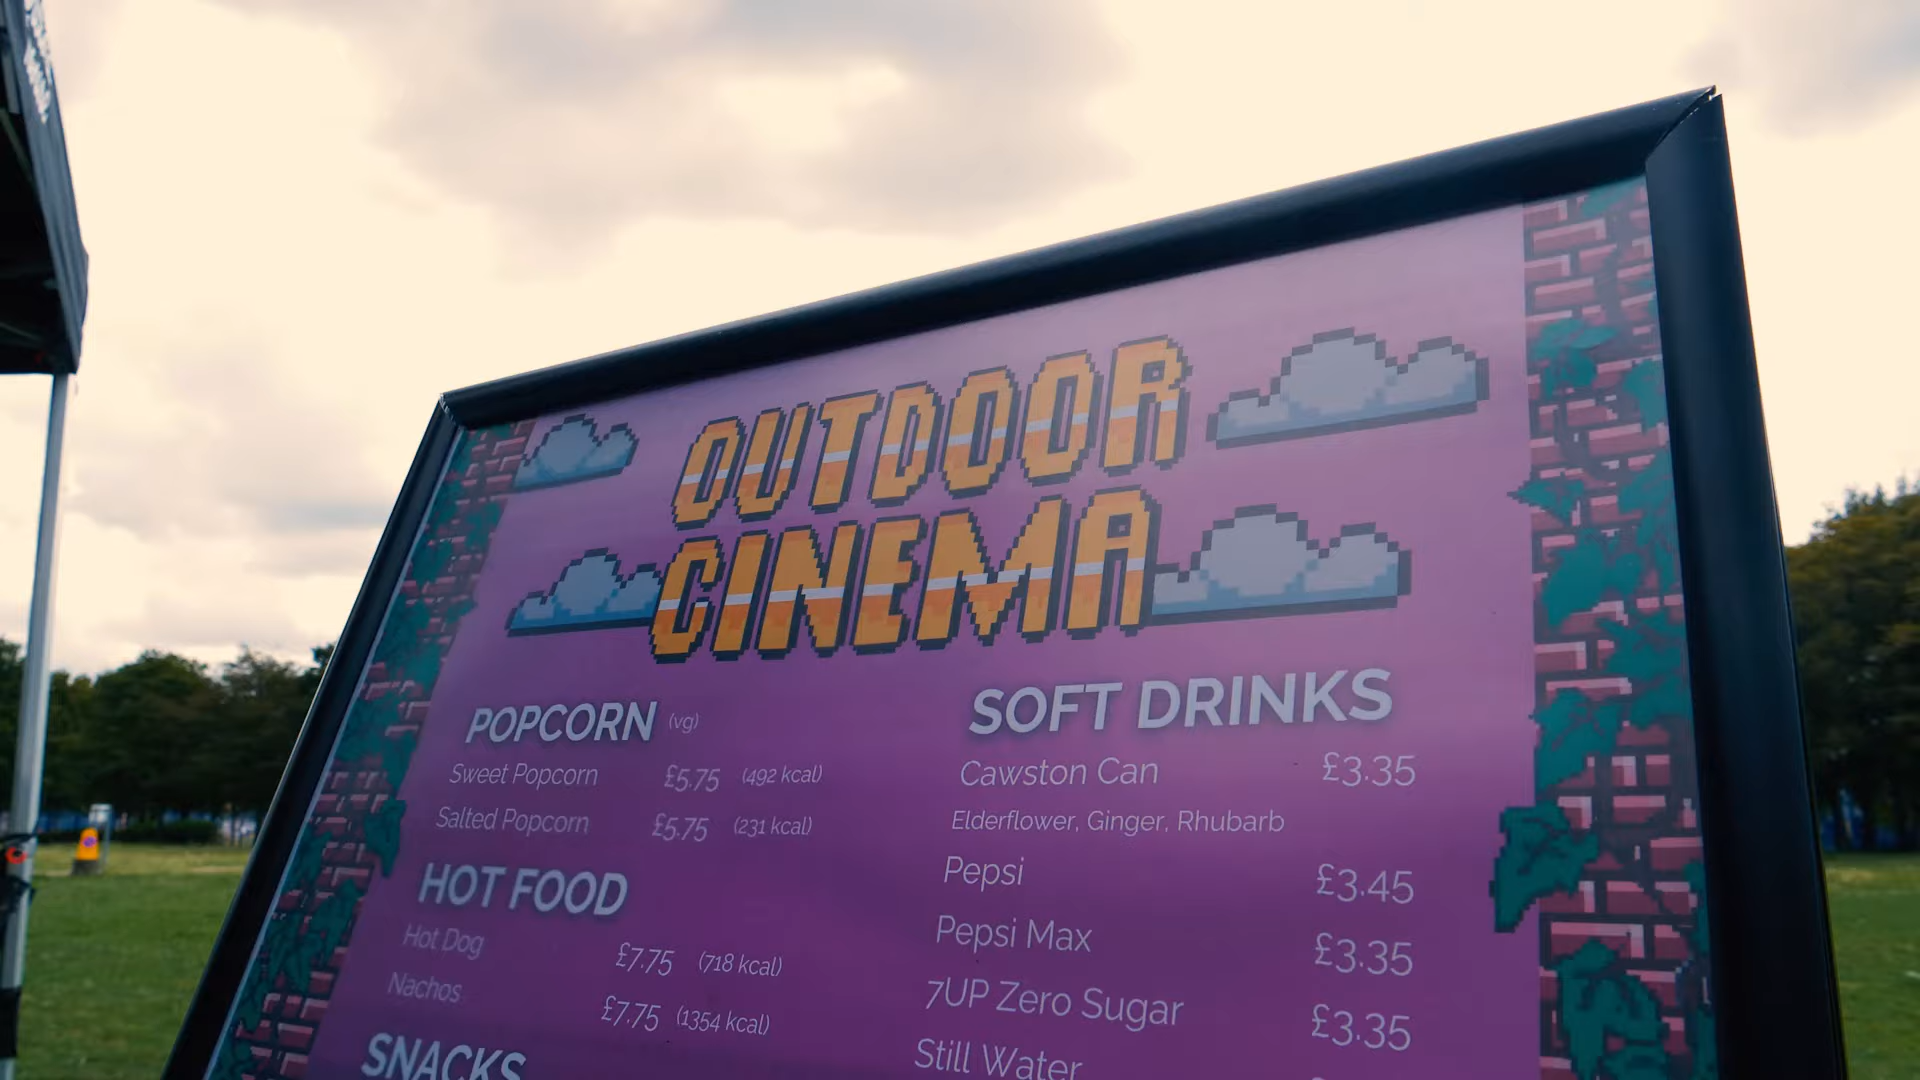 OUTDOOR
CINEMA
POPCORN (vg)
Sweet Popcorn £5.75 (492 kcal)
Salted Popcorn £5.75 (231 kcal)
HOT FOOD
Hot Dog £7.75 (718 kcal)
Nachos £7.75 (1354 kcal)
SNACKS
SOFT DRINKS
Cawston Can £3.35
Elderflower, Ginger, Rhubarb
Pepsi £3.45
Pepsi Max £3.35
7UP Zero Sugar £3.35
Still Water